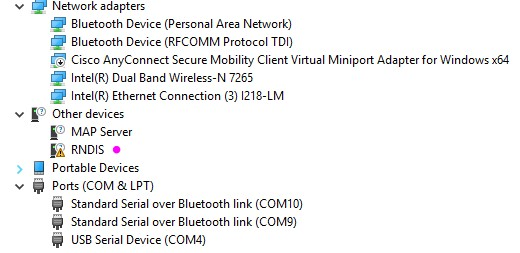 Network adapters
Bluetooth Device (Personal Area Network)
Bluetooth Device (RFCOMM Protocol TDI)
Cisco AnyConnect Secure Mobility Client Virtual Miniport Adapter for Windows x64
Intel(R) Dual Band Wireless-N 7265
Intel(R) Ethernet Connection (3) I218-LM
Other devices
MAP Server
RNDIS
Portable Devices
Ports (COM & LPT)
Standard Serial over Bluetooth link (COM10)
Standard Serial over Bluetooth link (COM9)
USB Serial Device (COM4)